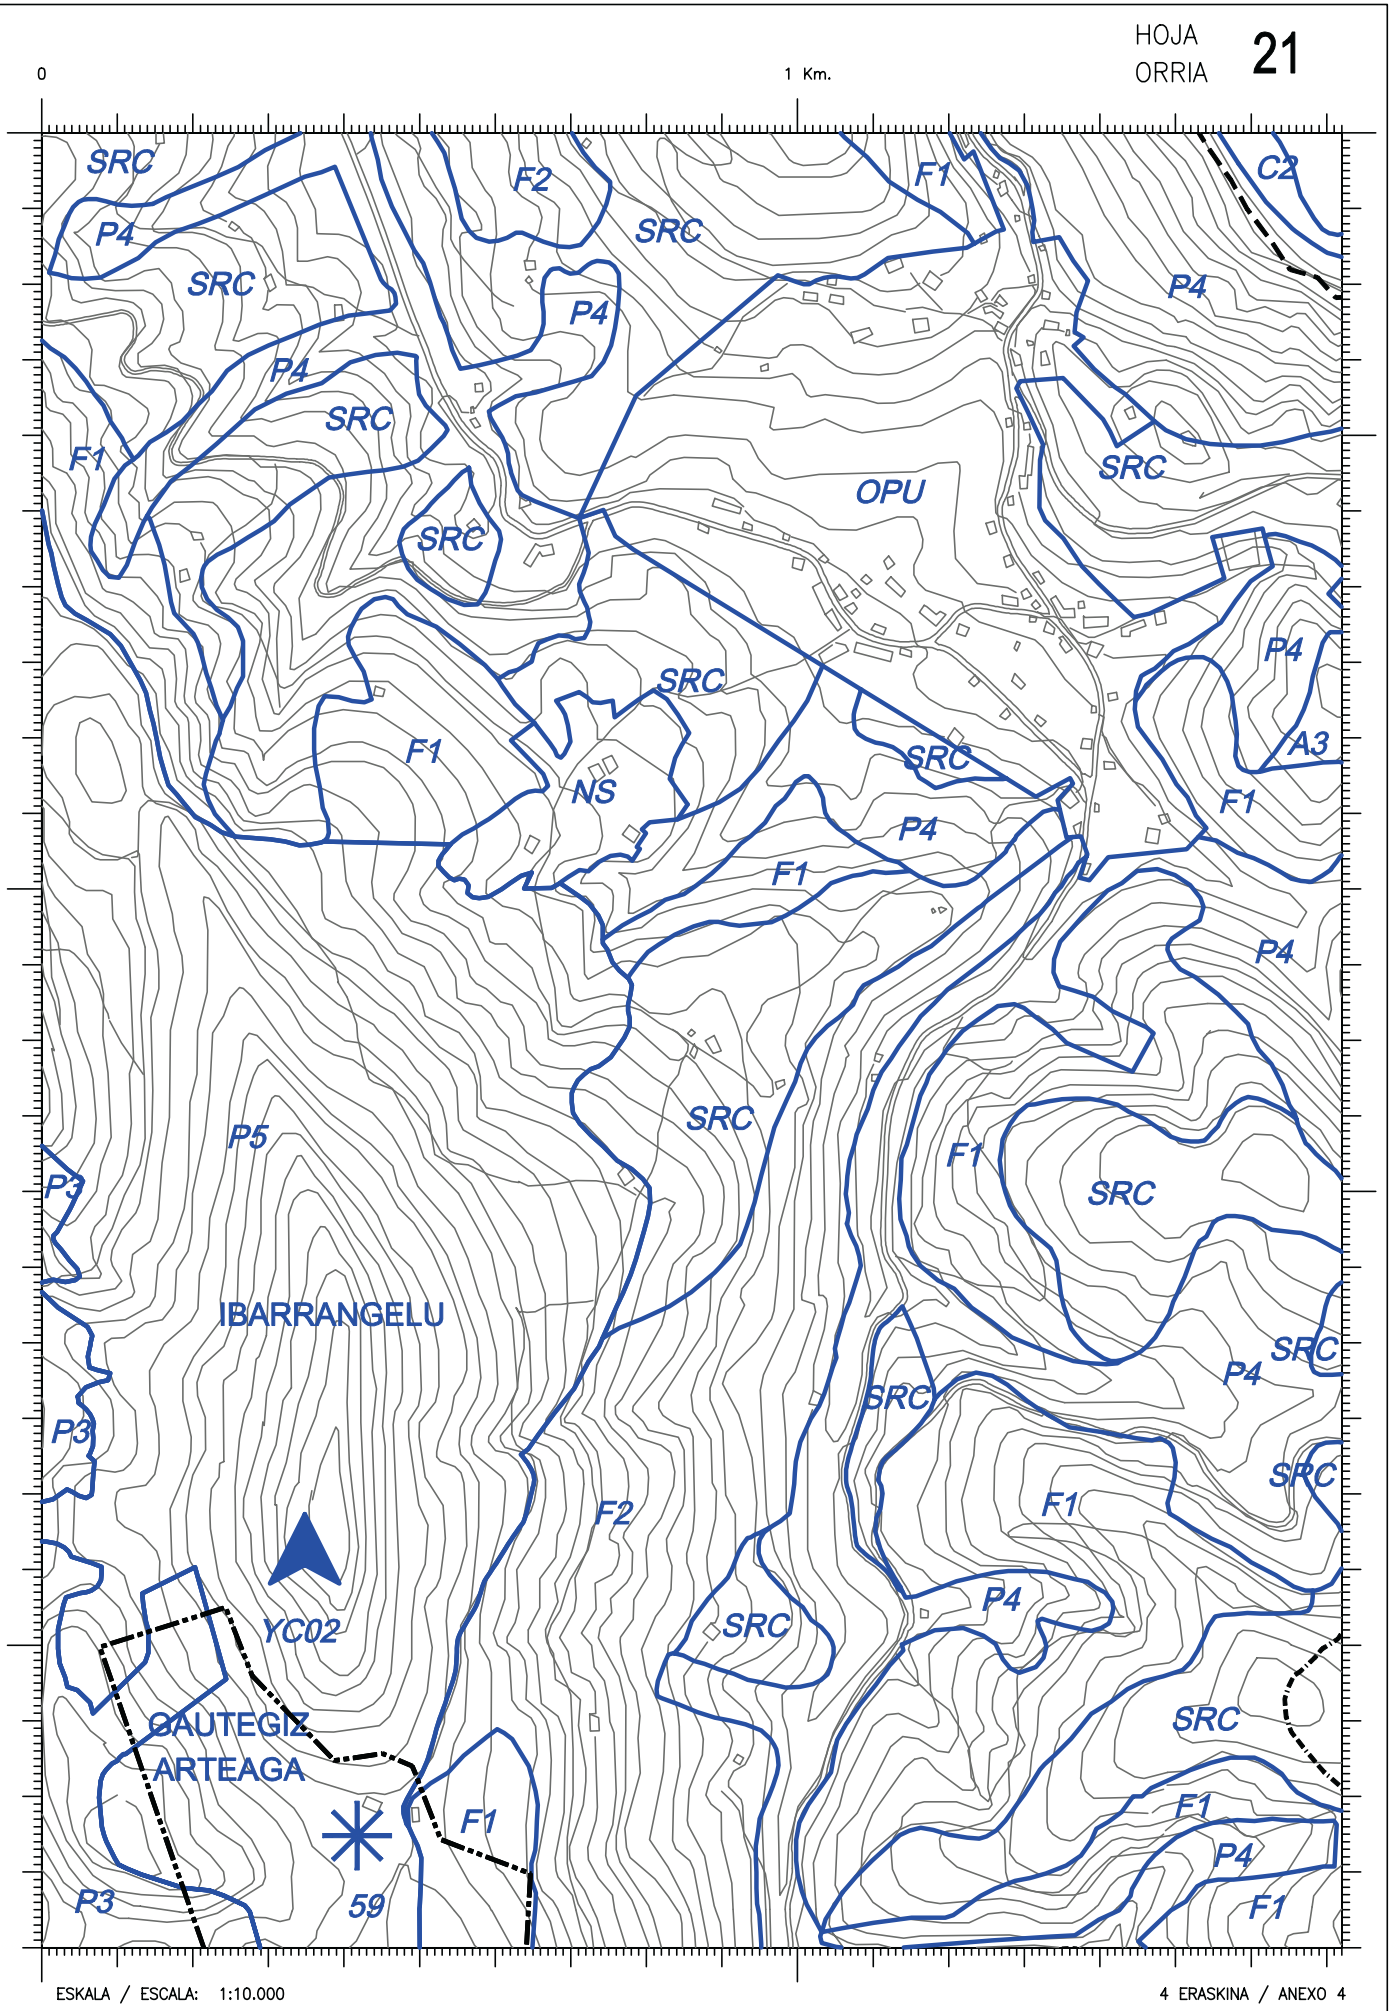 HOJA
ORRIA
21
0
1 Km.
SRC
F2
F1
C2
P4
SRC
SRC
P4
P4
P4
SRC
F1
SRC
OPU
SRC
SRC
P4
SRC
F1
NS
SRC
A3
F1
P4
F1
P4
P5
P3
SRC
F1
SRC
IBARRANGELU
SRC
P4
SRC
P3
SRC
F2
F1
YC02
SRC
P4
GAUTEGIZ
ARTEAGA
SRC
F1
F1
P4
P3
59
F1
ESKALA / ESCALA: 1:10.000
4 ERASKINA / ANEXO 4